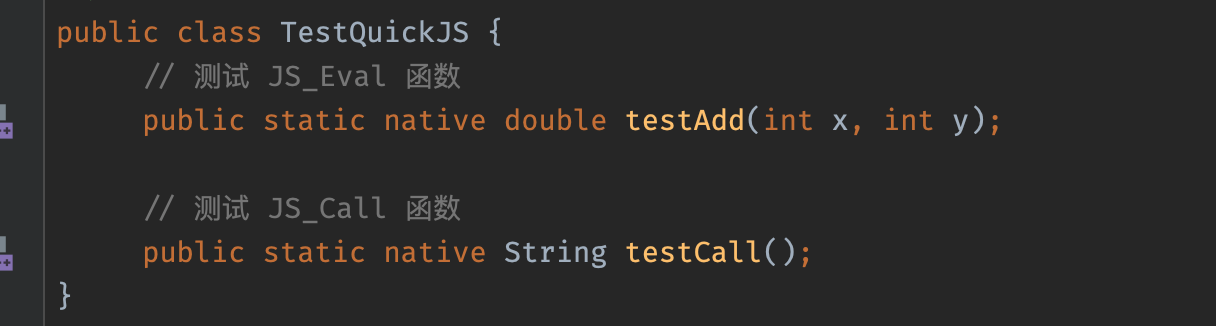 public class TestQuickJS {
// 测试 JS_Eval 函数
public static native double testAdd(int x, int y);
// 测试 JS_Call 函数
public static native String testCall();
}